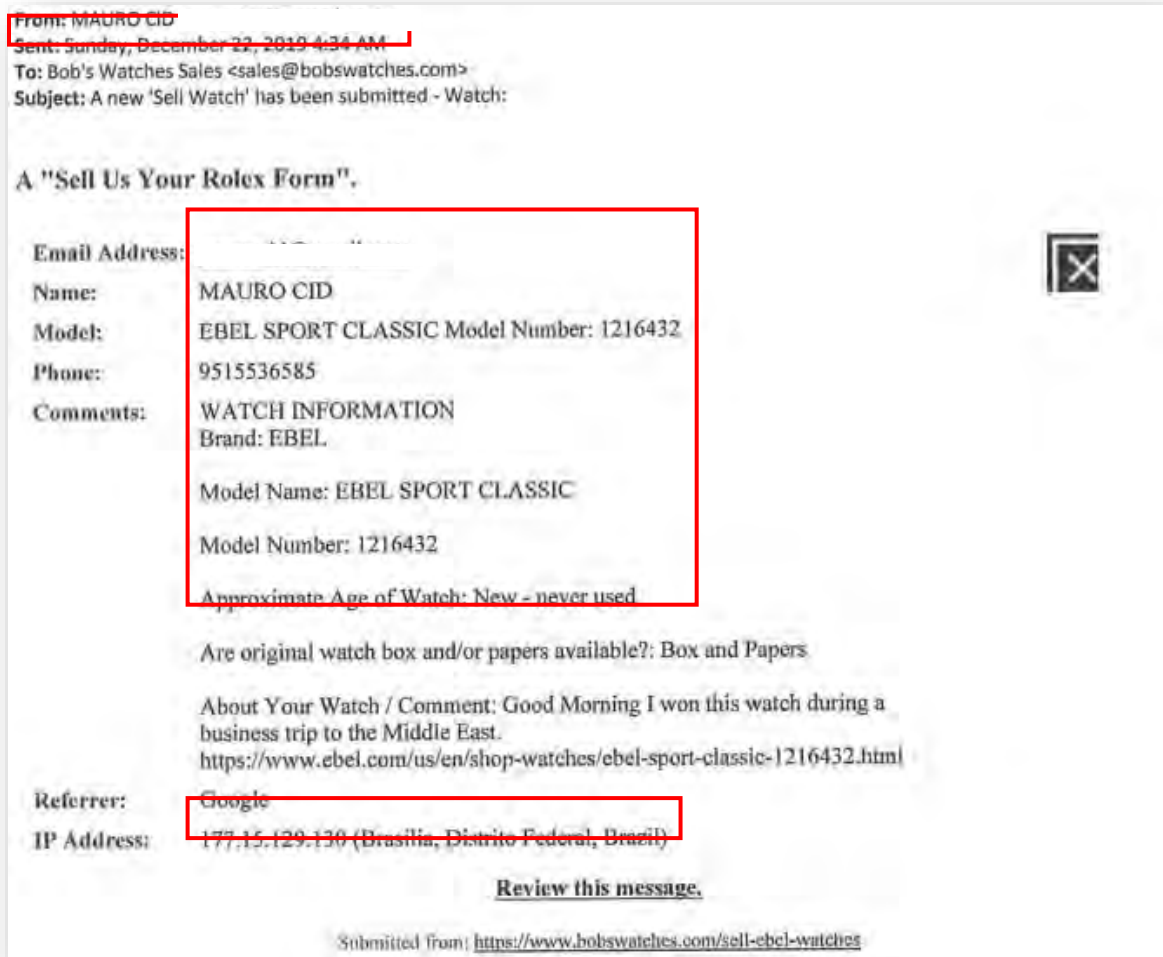 From: MAURO CID
Sent: Sunday, December 22, 2019 4:34 AM
To: Bob's Watches Sales <sales@bobswatches.com>
Subject: A new 'Sell Watch' has been submitted - Watch:
A "Sell Us Your Rolex Form".
Email Address:
Name: MAURO CID
Model: EBEL SPORT CLASSIC Model Number: 1216432
Phone: 9515536585
Comments: WATCH INFORMATION
Brand: EBEL
Model Name: EBEL SPORT CLASSIC
Model Number: 1216432
Approximate Age of Watch: New - never used
Are original watch box and/or papers available?: Box and Papers
About Your Watch / Comment: Good Morning I won this watch during a
business trip to the Middle East.
https://www.ebel.com/us/en/shop-watches/ebel-sport-classic-1216432.html
Referrer: Google
IP Address: 177.15.129.130 (Brasilia, Distrito Federal, Brazil)
Review this message.
Submitted from: https://www.bobswatches.com/sell-ebel-watches